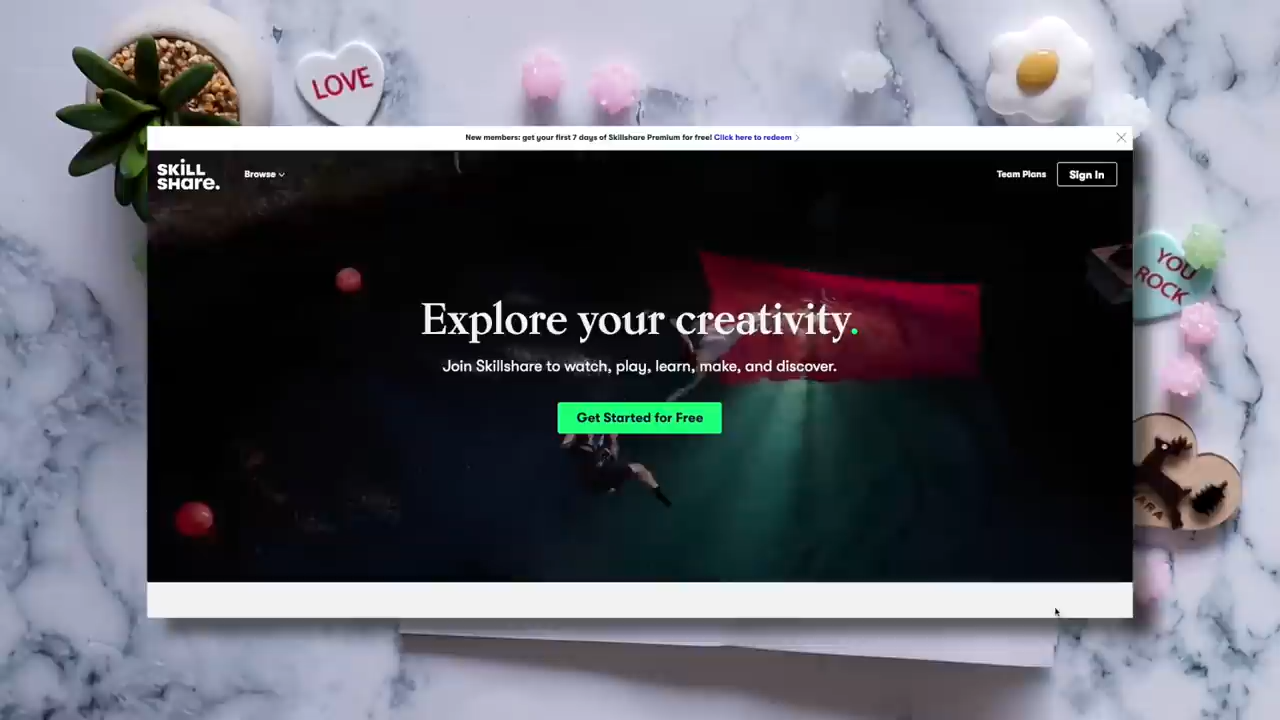 LOVE
New members: get your first 7 days of Skillshare Premium for free! Click here to redeem
SKILL
SHARE.
Browse
Team Plans
Sign In
YOU
ROCK
Explore your creativity.
Join Skillshare to watch, play, learn, make, and discover.
Get Started for Free